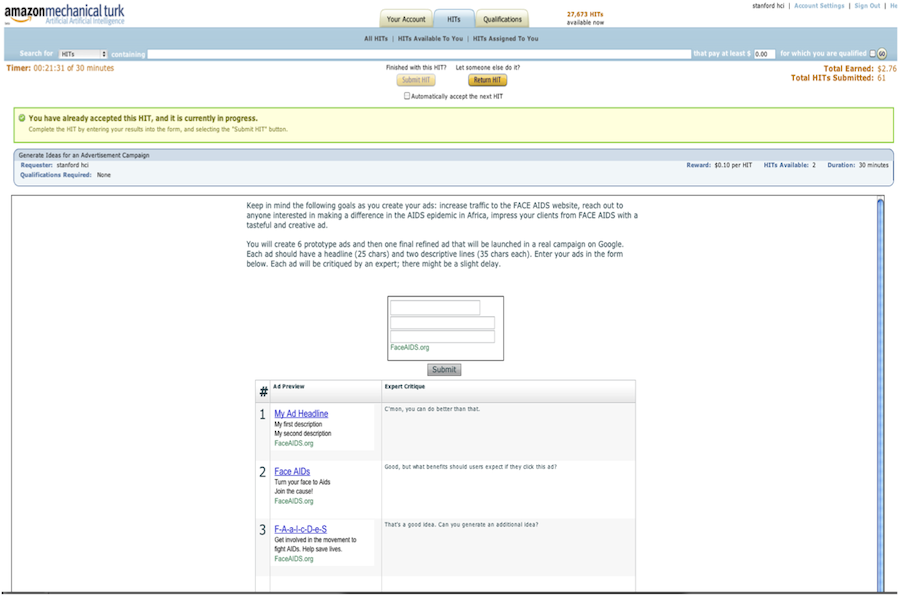 stanford hci | Account Settings | Sign Out | He
amazonmechanical turk
Artificial Artificial Intelligence
Your Account
HITs
Qualifications
27,673 HITs
available now
All HITs | HITs Available To You | HITs Assigned To You
Search for HITs containing that pay at least $ 0.00 for which you are qualified GO
Timer: 00:21:31 of 30 minutes
Finished with this HIT? Let someone else do it?
Submit HIT Return HIT
Automatically accept the next HIT
Total Earned: $2.76
Total HITs Submitted: 61
You have already accepted this HIT, and it is currently in progress.
Complete the HIT by entering your results into the form, and selecting the "Submit HIT" button.
Generate Ideas for an Advertisement Campaign
Requester: stanford hci Reward: $0.10 per HIT HITs Available: 2 Duration: 30 minutes
Qualifications Required: None
Keep in mind the following goals as you create your ads: increase traffic to the FACE AIDS website, reach out to
anyone interested in making a difference in the AIDS epidemic in Africa, impress your clients from FACE AIDS with a
tasteful and creative ad.
You will create 6 prototype ads and then one final refined ad that will be launched in a real campaign on Google.
Each ad should have a headline (25 chars) and two descriptive lines (35 chars each). Enter your ads in the form
below. Each ad will be critiqued by an expert; there might be a slight delay.
FaceAIDS.org
Submit
# Ad Preview Expert Critique
1 My Ad Headline C'mon, you can do better than that.
My first description
My second description
FaceAIDS.org
2 Face AIDs Good, but what benefits should users expect if they click this ad?
Turn your face to Aids
Join the cause!
FaceAIDS.org
3 F-A-a-I-c-D-e-S That's a good idea. Can you generate an additional idea?
Get involved in the movement to
fight AIDs. Help save lives.
FaceAIDS.org